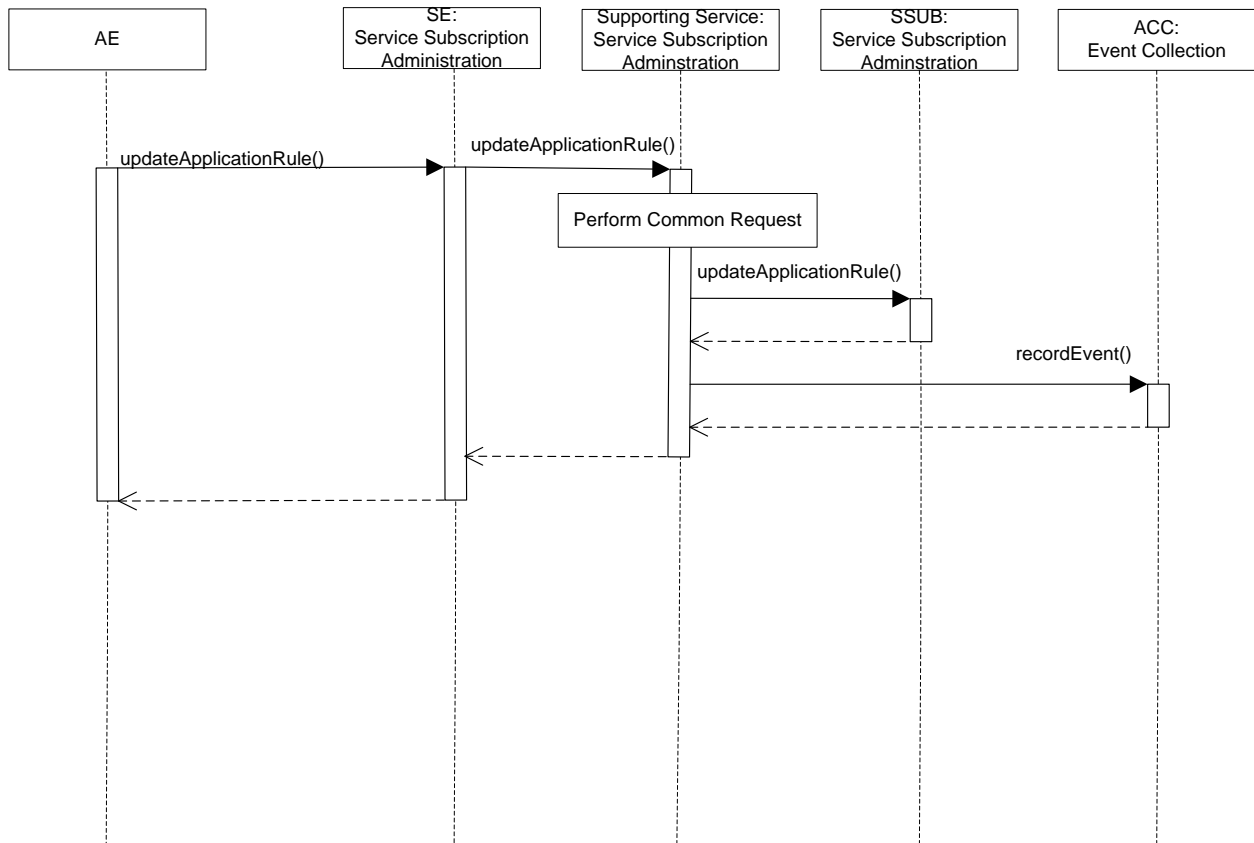 AE
SE:
Service Subscription
Administration
Supporting Service:
Service Subscription
Adminstration
SSUB:
Service Subscription
Adminstration
ACC:
Event Collection
updateApplicationRule()
updateApplicationRule()
Perform Common Request
updateApplicationRule()
recordEvent()